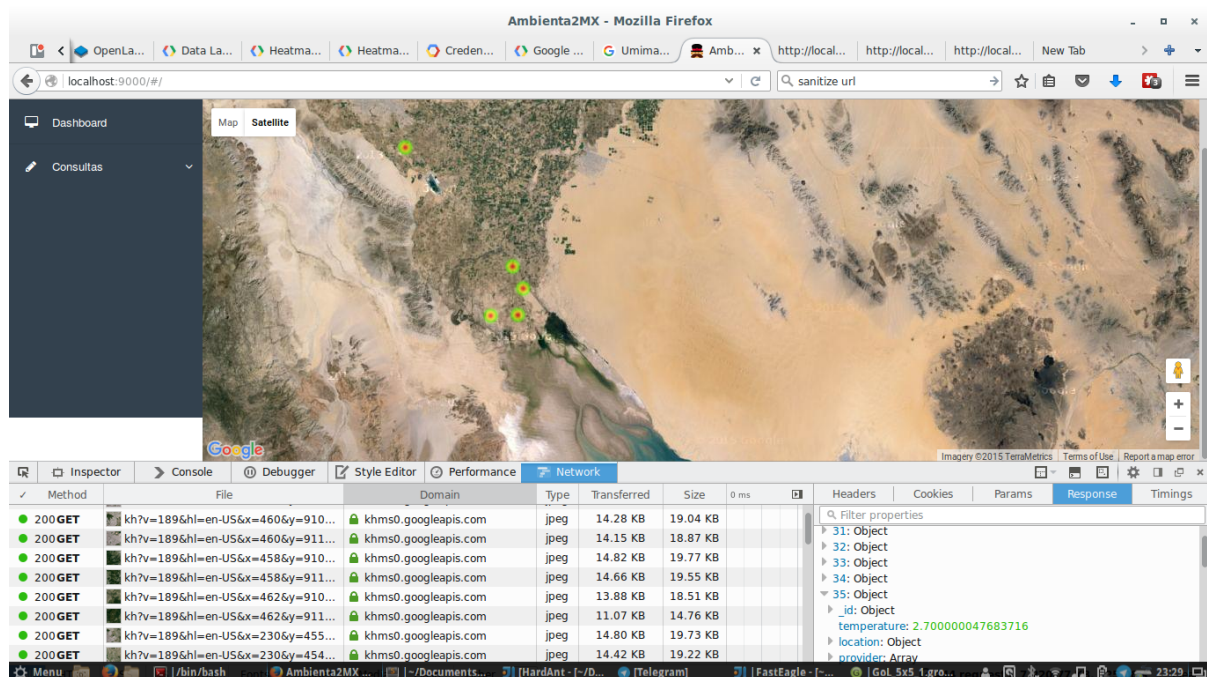 Ambienta2MX - Mozilla Firefox
OpenLa... Data La... Heatma... Heatma... Creden... Google ... Umima... Amb... × http://local... http://local... http://local... New Tab
localhost:9000/#/ sanitize url
Dashboard
Consultas
Map Satellite
Google
Imagery ©2015 TerraMetrics Terms of Use Report a map error
Inspector Console Debugger Style Editor Performance Network
✓ Method File Domain Type Transferred Size 0 ms Headers Cookies Params Response Timings
Filter properties
200 GET kh?v=189&hl=en-US&x=460&y=910... khms0.googleapis.com jpeg 14.28 KB 19.04 KB
200 GET kh?v=189&hl=en-US&x=460&y=911... khms0.googleapis.com jpeg 14.15 KB 18.87 KB
200 GET kh?v=189&hl=en-US&x=458&y=910... khms0.googleapis.com jpeg 14.82 KB 19.77 KB
200 GET kh?v=189&hl=en-US&x=458&y=911... khms0.googleapis.com jpeg 14.66 KB 19.55 KB
200 GET kh?v=189&hl=en-US&x=462&y=910... khms0.googleapis.com jpeg 13.88 KB 18.51 KB
200 GET kh?v=189&hl=en-US&x=462&y=911... khms0.googleapis.com jpeg 11.07 KB 14.76 KB
200 GET kh?v=189&hl=en-US&x=230&y=455... khms0.googleapis.com jpeg 14.80 KB 19.73 KB
200 GET kh?v=189&hl=en-US&x=230&y=454... khms0.googleapis.com jpeg 14.42 KB 19.22 KB
31: Object
32: Object
33: Object
34: Object
35: Object
_id: Object
temperature: 2.700000047683716
location: Object
provider: Array
Menu |/bin/bash Ambienta2MX ... |~/Documents... [HardAnt - [~/D... [Telegram] |FastEagle - [~... |GoL_5x5_1.gro... 23:29